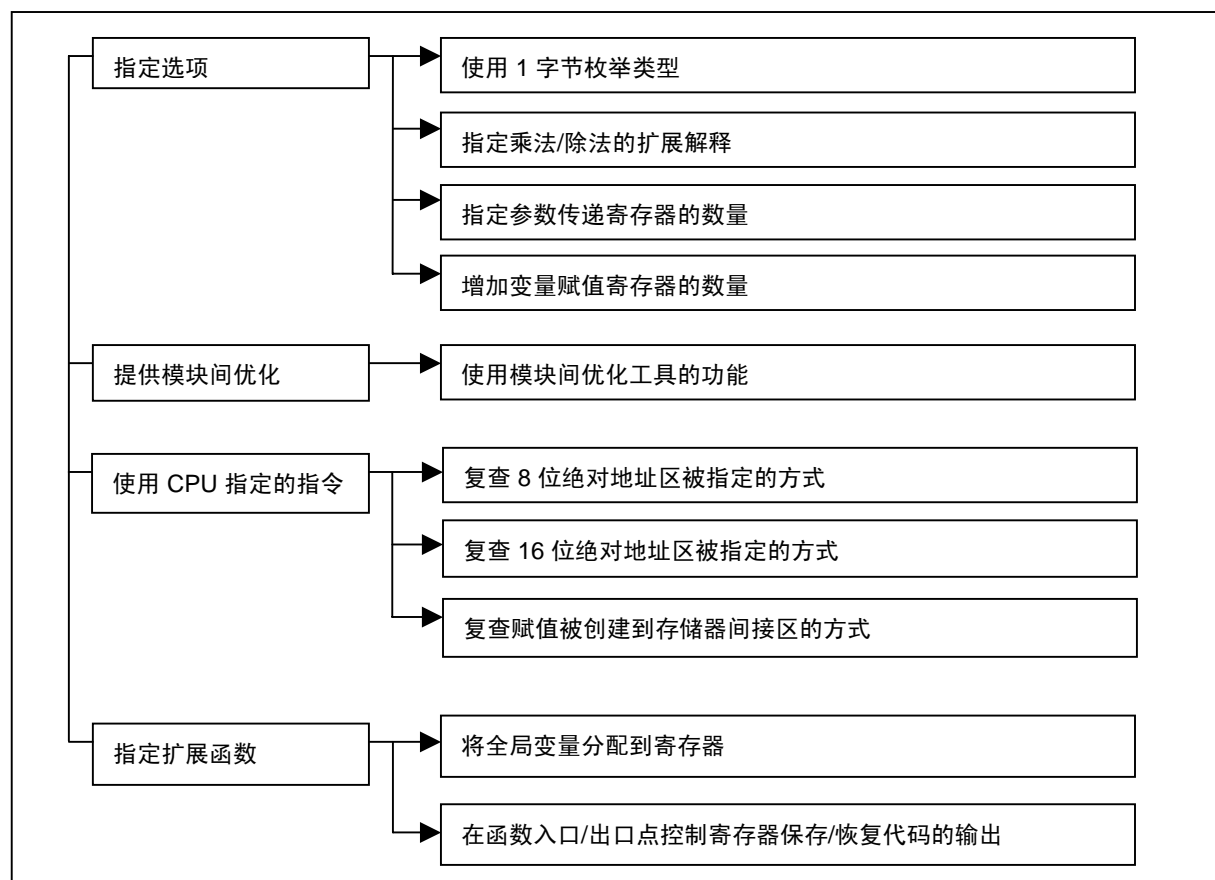 指定选项
使用 1 字节枚举类型
指定乘法/除法的扩展解释
指定参数传递寄存器的数量
增加变量赋值寄存器的数量
提供模块间优化
使用模块间优化工具的功能
使用 CPU 指定的指令
复查 8 位绝对地址区被指定的方式
复查 16 位绝对地址区被指定的方式
复查赋值被创建到存储器间接区的方式
指定扩展函数
将全局变量分配到寄存器
在函数入口/出口点控制寄存器保存/恢复代码的输出